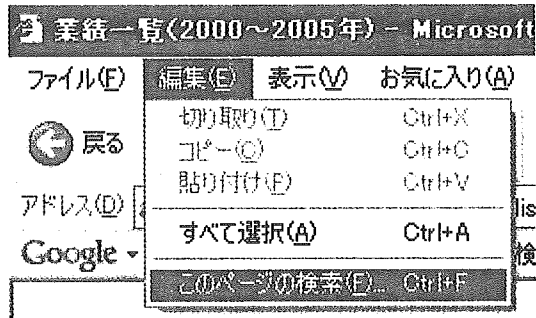 業績一覧(2000～2005年) - Microsoft
ファイル(F) 編集(E) 表示(V) お気に入り(A)
切り取り(T) Ctrl+X
戻る
コピー(C) Ctrl+C
貼り付け(P) Ctrl+V
アドレス(D)
すべて選択(A) Ctrl+A
Google
このページの検索(F)... Ctrl+F